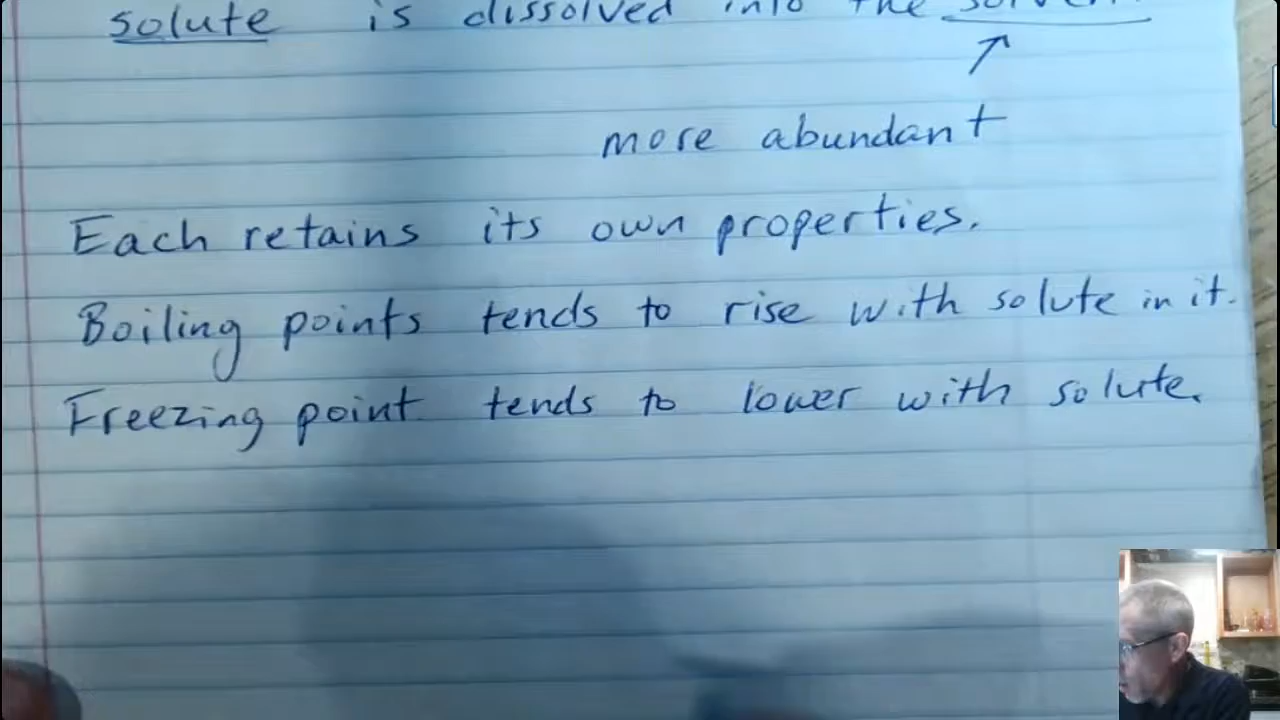 solute is dissolved into the solvent
more abundant
Each retains its own properties.
Boiling points tends to rise with solute in it.
Freezing point tends to lower with solute.